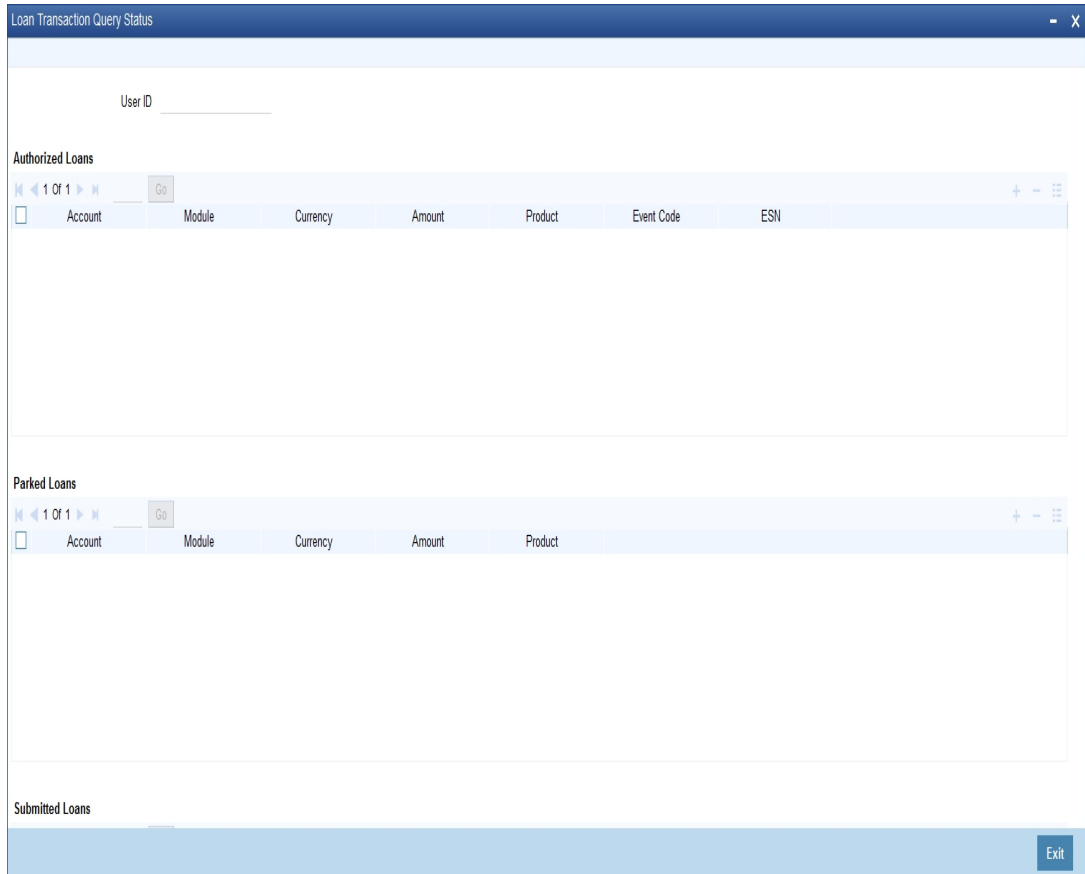 Loan Transaction Query Status
User ID
Authorized Loans
1 Of 1 Go
Account Module Currency Amount Product Event Code ESN
Parked Loans
1 Of 1 Go
Account Module Currency Amount Product
Submitted Loans
Exit